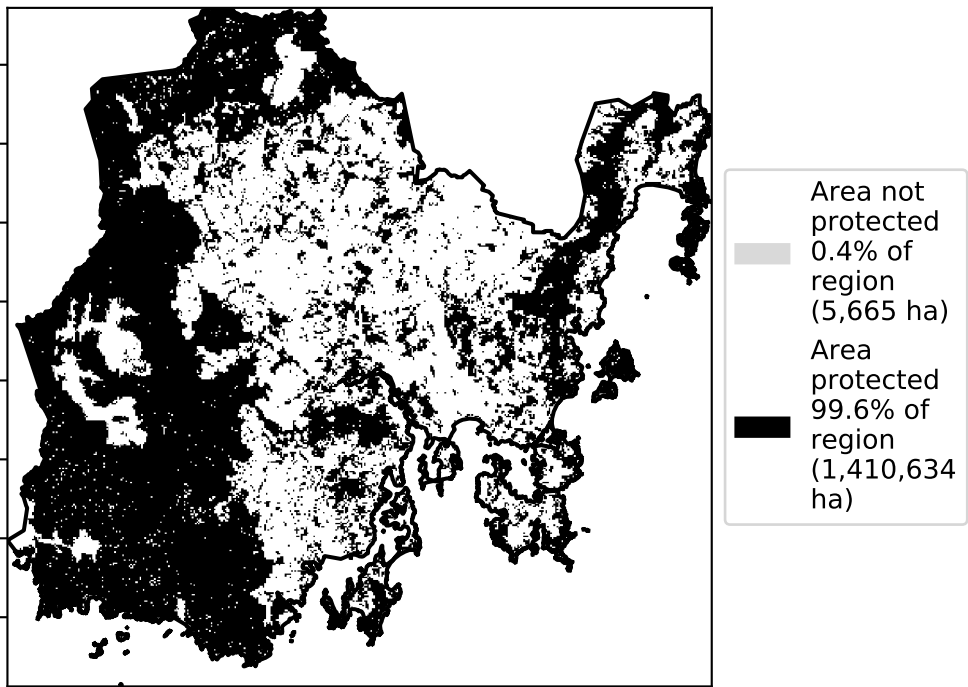 Area not
protected
0.4% of
region
(5,665 ha)
Area
protected
99.6% of
region
(1,410,634
ha)